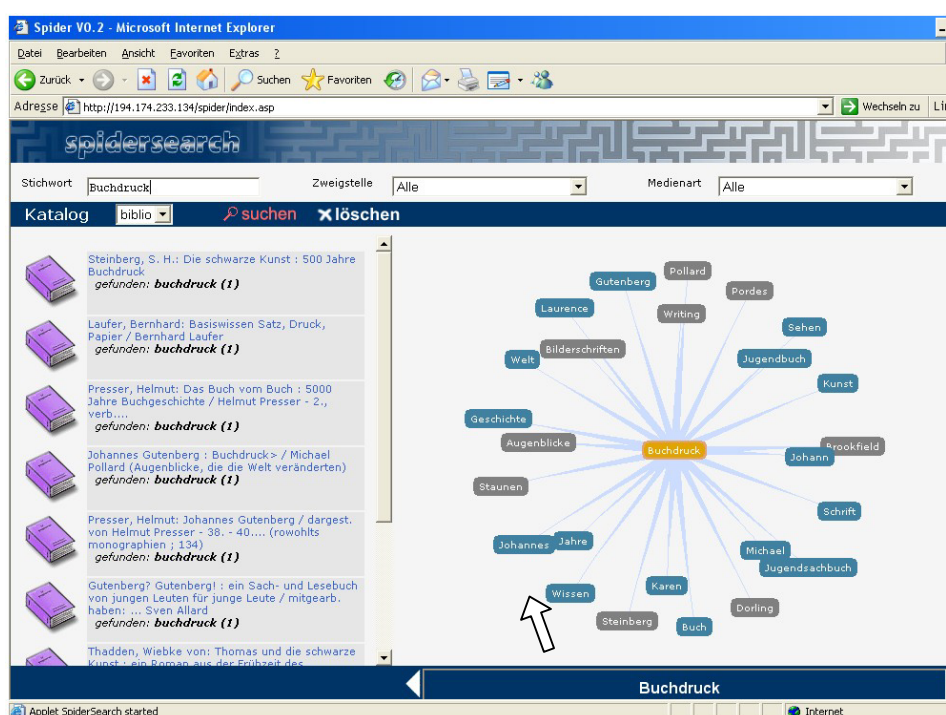 Spider V0.2 - Microsoft Internet Explorer
Datei Bearbeiten Ansicht Favoriten Extras ?
Zurück Suchen Favoriten
Adresse http://194.174.233.134/spider/index.asp Wechseln zu
spidersearch
Stichwort Buchdruck Zweigstelle Alle Medienart Alle
Katalog biblio suchen löschen
Steinberg, S. H.: Die schwarze Kunst : 500 Jahre
Buchdruck
gefunden: buchdruck (1)
Laufer, Bernhard: Basiswissen Satz, Druck,
Papier / Bernhard Laufer
gefunden: buchdruck (1)
Presser, Helmut: Das Buch vom Buch : 5000
Jahre Buchgeschichte / Helmut Presser - 2.,
verb....
gefunden: buchdruck (1)
Johannes Gutenberg : Buchdruck> / Michael
Pollard (Augenblicke, die die Welt veränderten)
gefunden: buchdruck (1)
Presser, Helmut: Johannes Gutenberg / dargest.
von Helmut Presser - 38. - 40.... (rowohlts
monographien ; 134)
gefunden: buchdruck (1)
Gutenberg? Gutenberg! : ein Sach- und Lesebuch
von jungen Leuten für junge Leute / mitgearb.
haben: ... Sven Allard
gefunden: buchdruck (1)
Thadden, Wiebke von: Thomas und die schwarze
Kunst : ein Roman aus der Frühzeit des
Pollard
Gutenberg
Pordes
Laurence
Writing
Sehen
Bilderschriften
Welt
Jugendbuch
Kunst
Geschichte
Augenblicke
Buchdruck
Brookfield
Johann
Staunen
Schrift
Johannes
Jahre
Michael
Jugendsachbuch
Wissen
Karen
Dorling
Steinberg
Buch
Buchdruck
Applet SpiderSearch started Internet